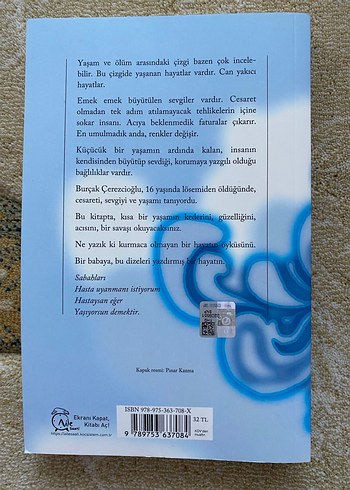 Yaşam ve ölüm arasındaki çizgi bazen çok incele-
bilir. Bu çizgide yaşanan hayatlar vardır. Can yakıcı
hayatlar.
Emek emek büyütülen sevgiler vardır. Cesaret
olmadan tek adım atılamayacak tehlikelerin içine
sokar insanı. Acıya beklenmedik faturalar çıkarır.
En umulmadık anda, renkler değişir.
Küçücük bir yaşamın ardında kalan, insanın
kendisinden büyütüp sevdiği, korumaya yazgılı olduğu
bağlılıklar vardır.
Burçak Çerezcioğlu, 16 yaşında lösemiden öldüğünde,
cesareti, sevgiyi ve yaşamı tanıyordu.
Bu kitapta, kısa bir yaşamın kederini, güzelliğini,
acısını, bir savaşı okuyacaksınız.
Ne yazık ki kurmaca olmayan bir hayatın öyküsünü.
Bir babaya, bu dizeleri yazdırmış bir hayatın.
Sabahları
Hasta uyanmanı istiyorum
Hastaysan eğer
Yaşıyorsun demektir.
Kapak resmi: Pınar Kazma
Aile
Saati
Ekranı Kapat,
Kitabı Aç!
ISBN 978-975-363-708-X
9 789753 637084
32 TL